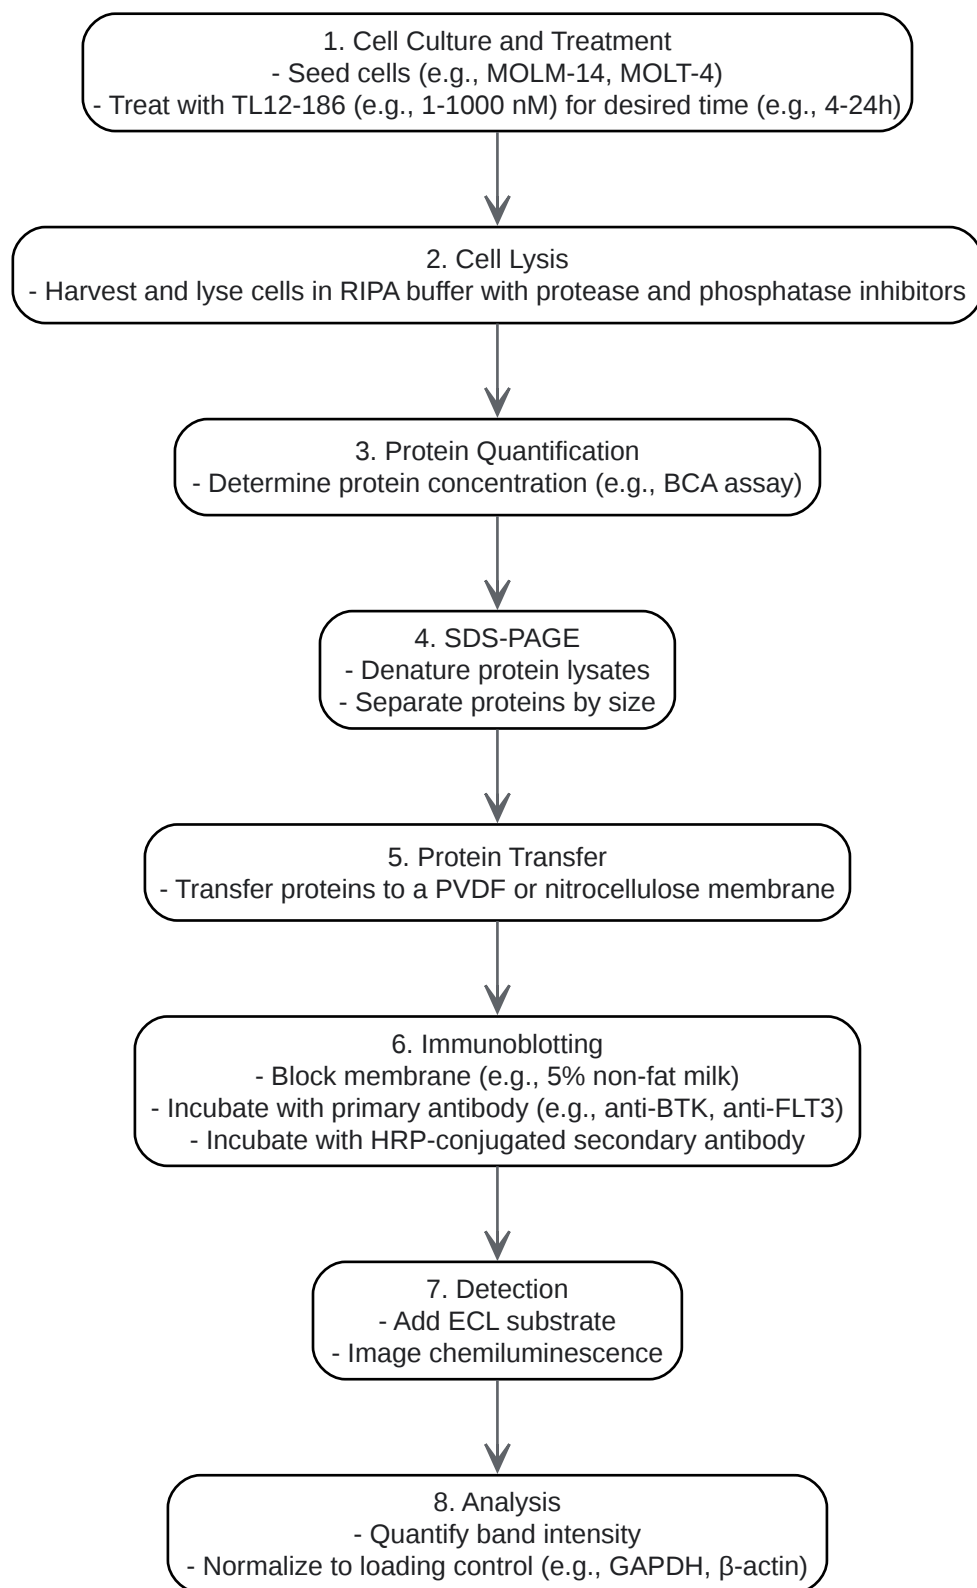 1. Cell Culture and Treatment
- Seed cells (e.g., MOLM-14, MOLT-4)
- Treat with TL12-186 (e.g., 1-1000 nM) for desired time (e.g., 4-24h)
2. Cell Lysis
- Harvest and lyse cells in RIPA buffer with protease and phosphatase inhibitors
3. Protein Quantification
- Determine protein concentration (e.g., BCA assay)
4. SDS-PAGE
- Denature protein lysates
- Separate proteins by size
5. Protein Transfer
- Transfer proteins to a PVDF or nitrocellulose membrane
6. Immunoblotting
- Block membrane (e.g., 5% non-fat milk)
- Incubate with primary antibody (e.g., anti-BTK, anti-FLT3)
- Incubate with HRP-conjugated secondary antibody
7. Detection
- Add ECL substrate
- Image chemiluminescence
8. Analysis
- Quantify band intensity
- Normalize to loading control (e.g., GAPDH, β-actin)